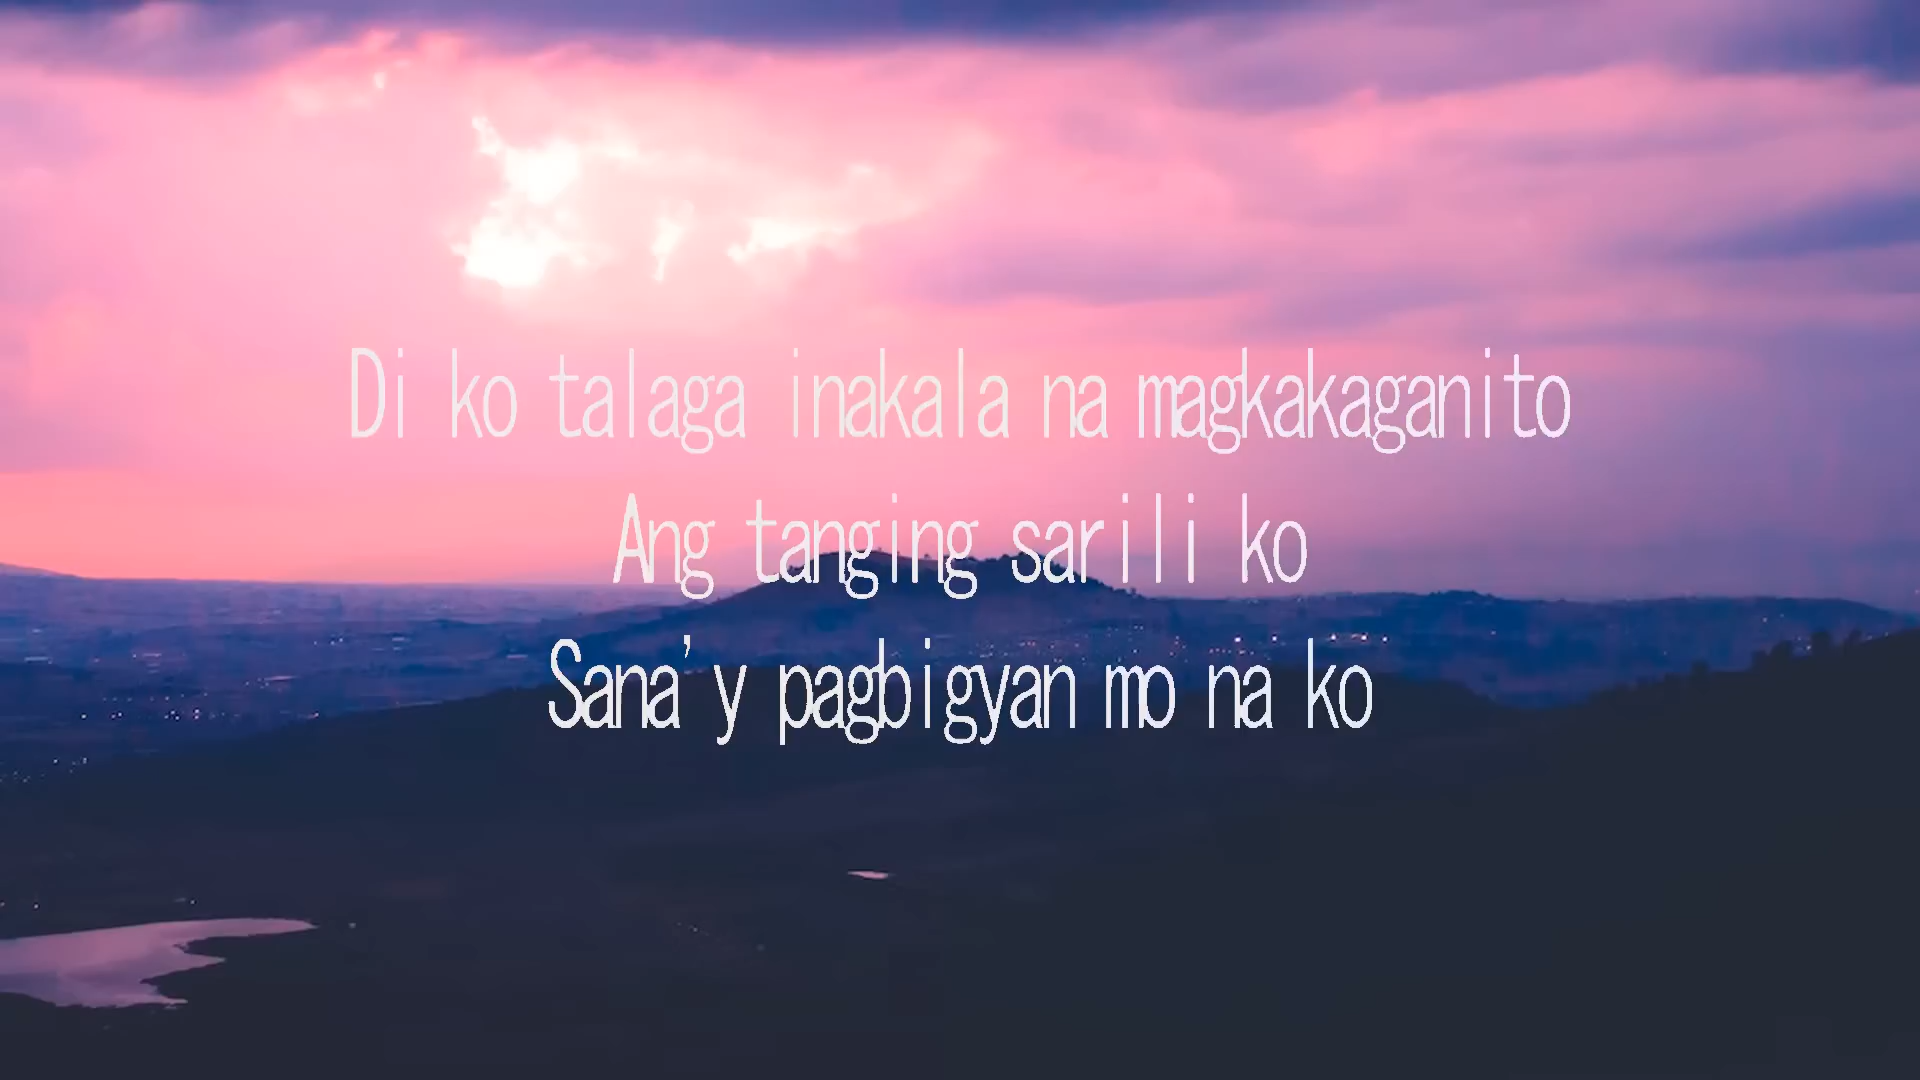 Di ko talaga inakala na magkakaganito
Ang tanging sarili ko
Sana'y pagbigyan mo na ko